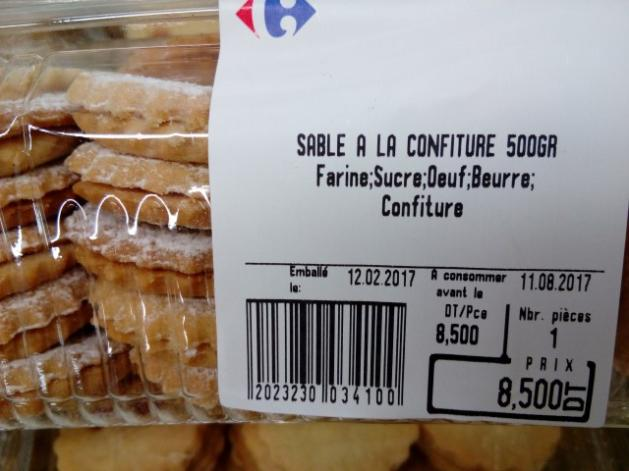 SABLE A LA CONFITURE 500GR
Farine;Sucre;Oeuf;Beurre;
Confiture
Emballé le: 12.02.2017
A consommer avant le 11.08.2017
DT/Pce
8,500
Nbr. pièces
1
PRIX
8,500DT
2023230 034100